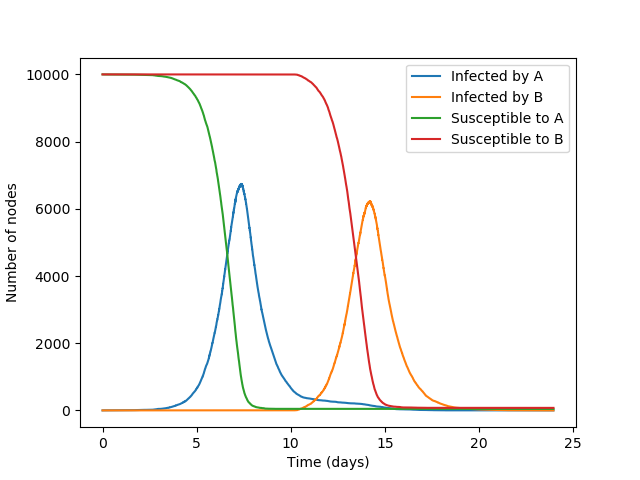 Infected by A
Infected by B
Susceptible to A
Susceptible to B
10000
8000
6000
4000
2000
0
Number of nodes
0 5 10 15 20 25
Time (days)